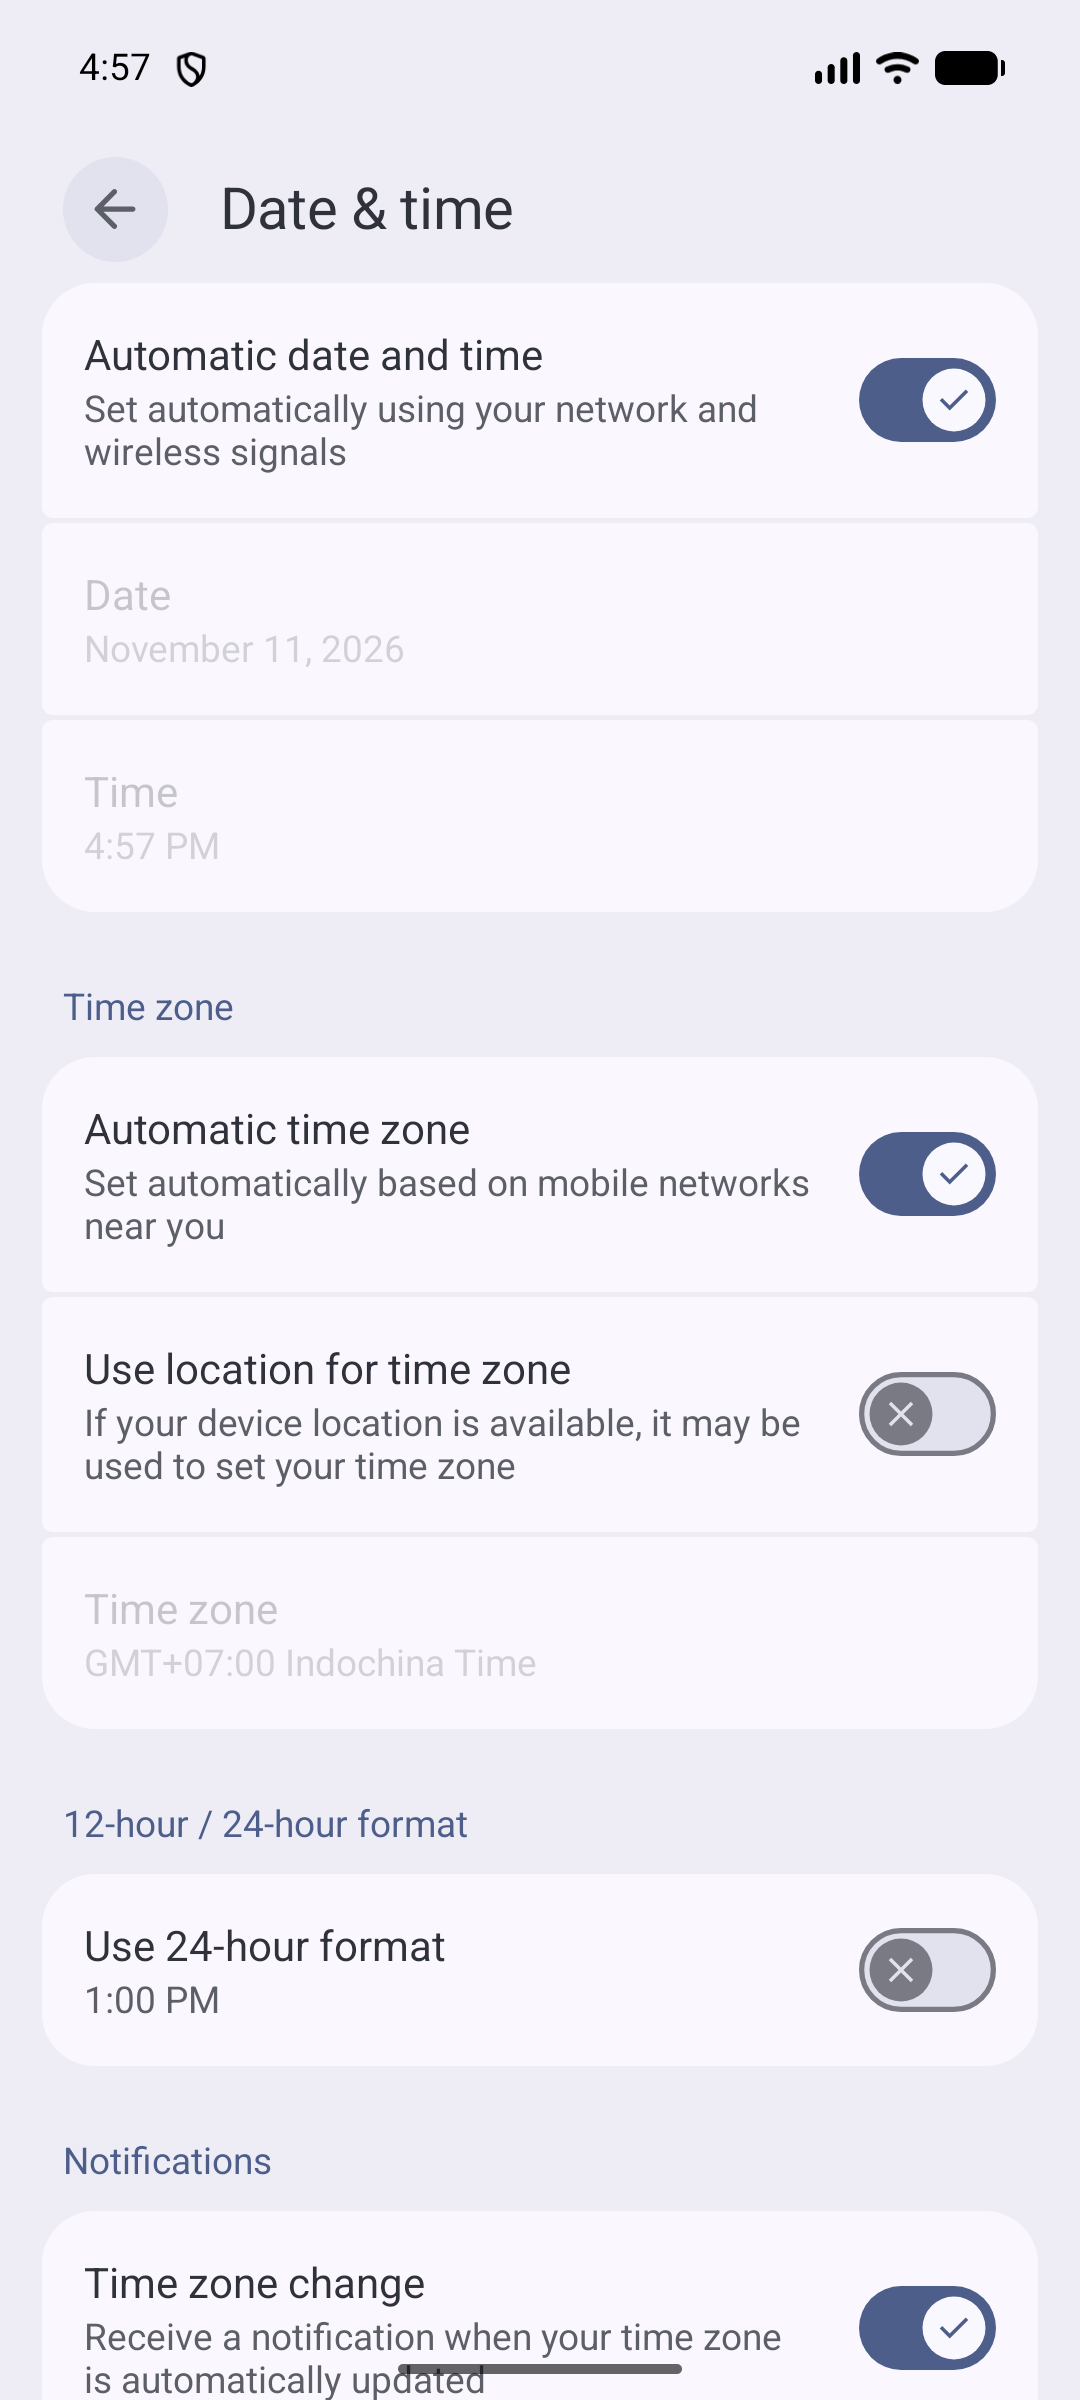 4:57
Date & time
Automatic date and time
Set automatically using your network and
wireless signals
Date
November 11, 2026
Time
4:57 PM
Time zone
Automatic time zone
Set automatically based on mobile networks
near you
Use location for time zone
If your device location is available, it may be
used to set your time zone
Time zone
GMT+07:00 Indochina Time
12-hour / 24-hour format
Use 24-hour format
1:00 PM
Notifications
Time zone change
Receive a notification when your time zone
is automatically updated